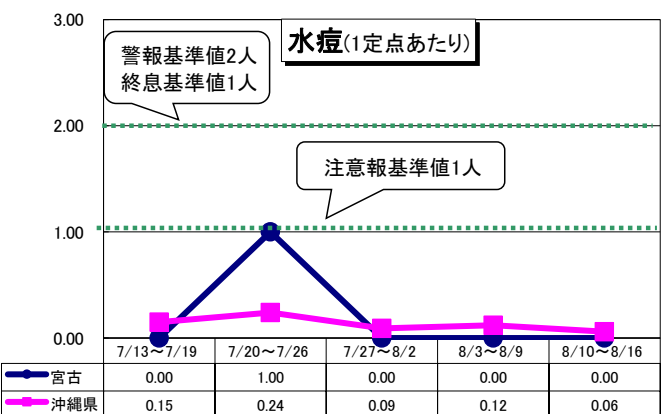 水痘(1定点あたり)
警報基準値2人
終息基準値1人
注意報基準値1人
3.00
2.00
1.00
0.00
7/13~7/19 7/20~7/26 7/27~8/2 8/3~8/9 8/10~8/16
宮古 0.00 1.00 0.00 0.00 0.00
沖縄県 0.15 0.24 0.09 0.12 0.06